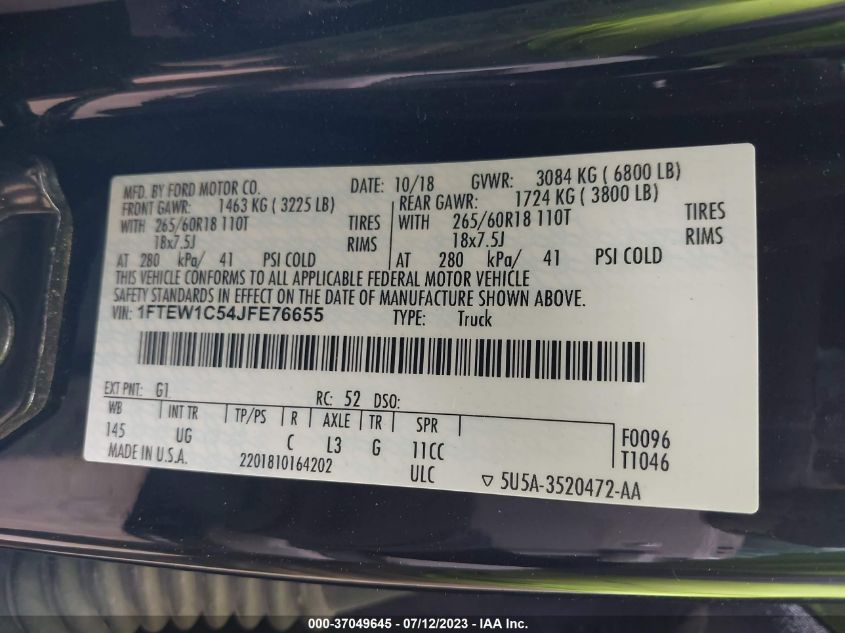 MFD. BY FORD MOTOR CO. DATE: 10/18 GVWR: 3084 KG ( 6800 LB)
FRONT GAWR: 1463 KG ( 3225 LB) REAR GAWR: 1724 KG ( 3800 LB)
WITH 265/60R18 110T TIRES WITH 265/60R18 110T TIRES
18x7.5J RIMS 18x7.5J RIMS
AT 280 kPa/ 41 PSI COLD AT 280 kPa/ 41 PSI COLD
THIS VEHICLE CONFORMS TO ALL APPLICABLE FEDERAL MOTOR VEHICLE
SAFETY STANDARDS IN EFFECT ON THE DATE OF MANUFACTURE SHOWN ABOVE.
VIN: 1FTEW1C54JFE76655 TYPE: Truck
EXT PNT: G1 RC: 52 DSO:
WB INT TR TP/PS R AXLE TR SPR
145 UG C L3 G 11CC F0096
MADE IN U.S.A. 2201810164202 ULC T1046
▽ 5U5A-3520472-AA
000-37049645 / 07/12/2023 - IAA Inc.